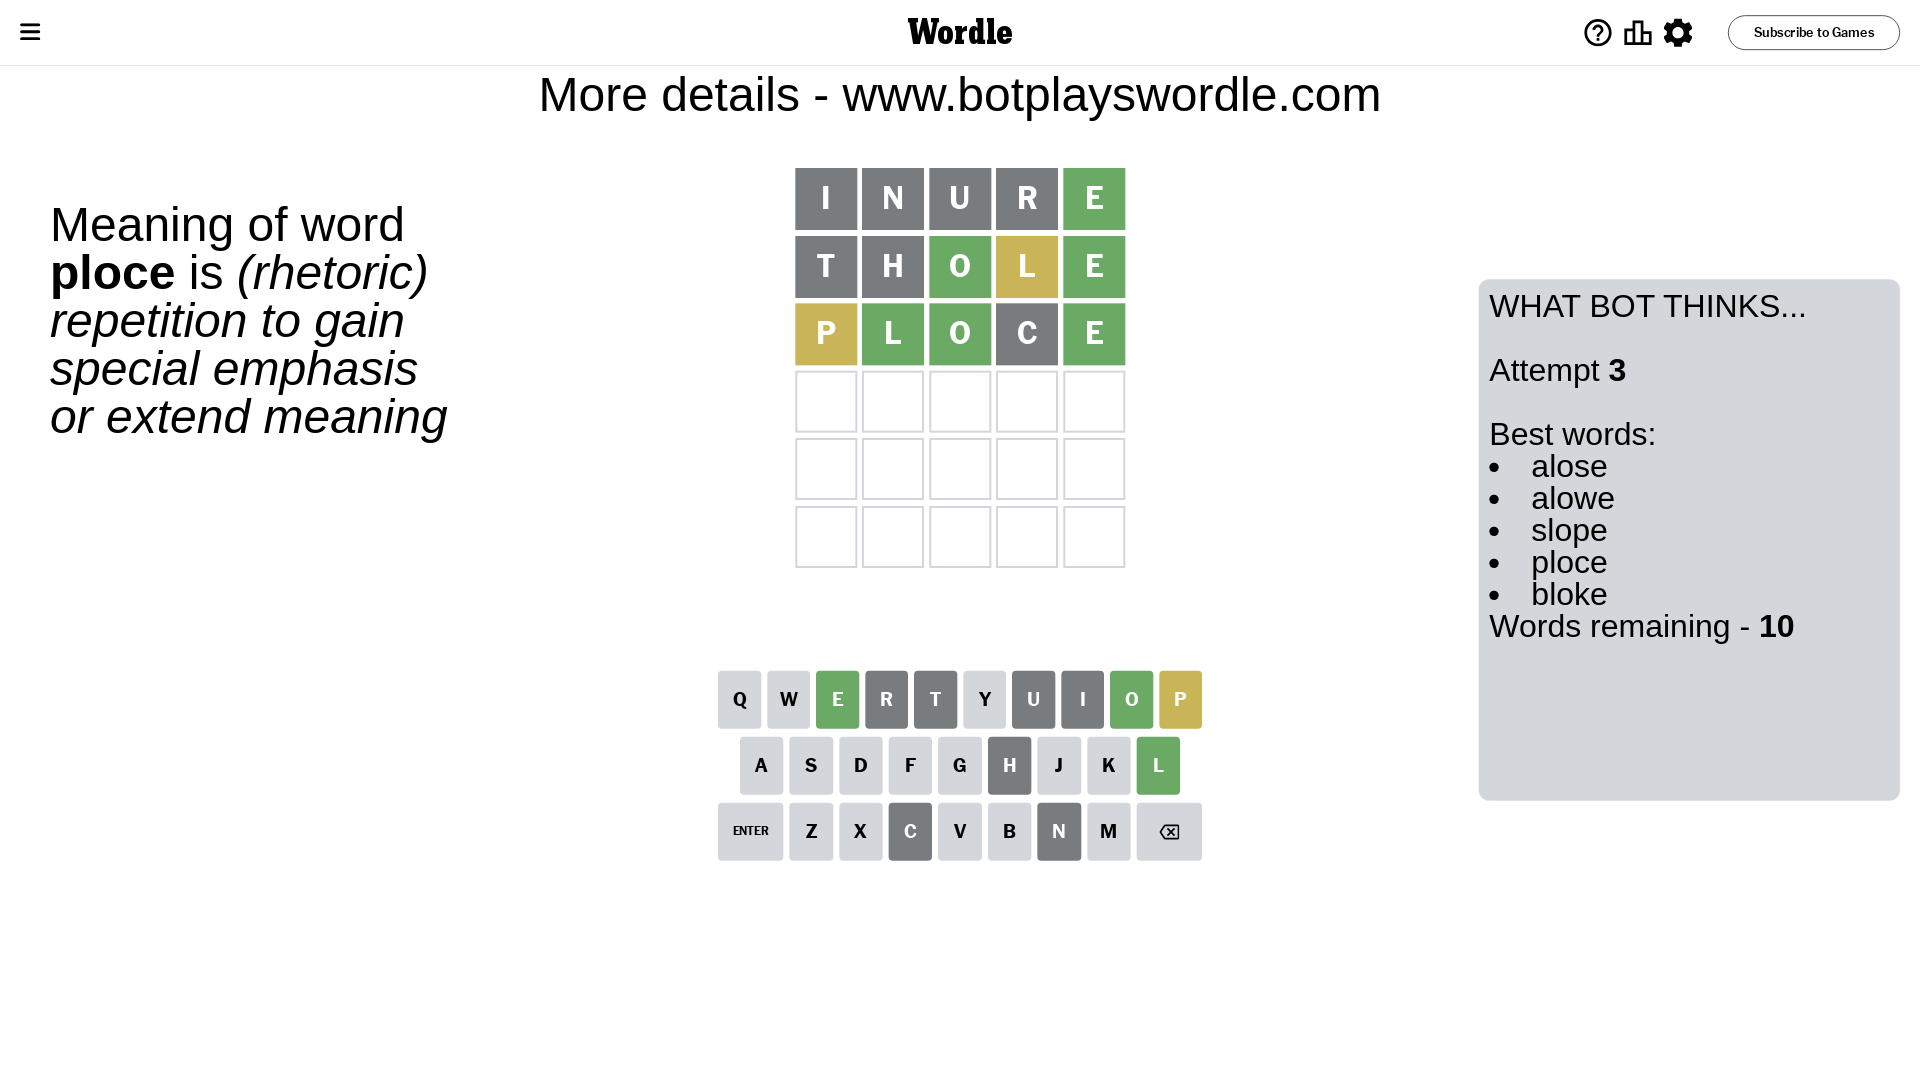 Wordle
Subscribe to Games
More details - www.botplayswordle.com
Meaning of word
ploce is (rhetoric)
repetition to gain
special emphasis
or extend meaning
I N U R E
T H O L E
P L O C E
WHAT BOT THINKS...
Attempt 3
Best words:
• alose
• alowe
• slope
• ploce
• bloke
Words remaining - 10
Q W E R T Y U I O P
A S D F G H J K L
ENTER Z X C V B N M